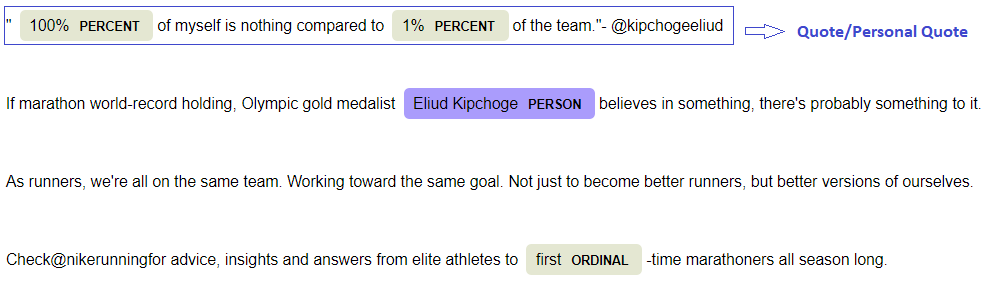 " 100% PERCENT of myself is nothing compared to 1% PERCENT of the team."- @kipchogeeliud Quote/Personal Quote
If marathon world-record holding, Olympic gold medalist Eliud Kipchoge PERSON believes in something, there's probably something to it.
As runners, we're all on the same team. Working toward the same goal. Not just to become better runners, but better versions of ourselves.
Check@nikerunningfor advice, insights and answers from elite athletes to first ORDINAL -time marathoners all season long.